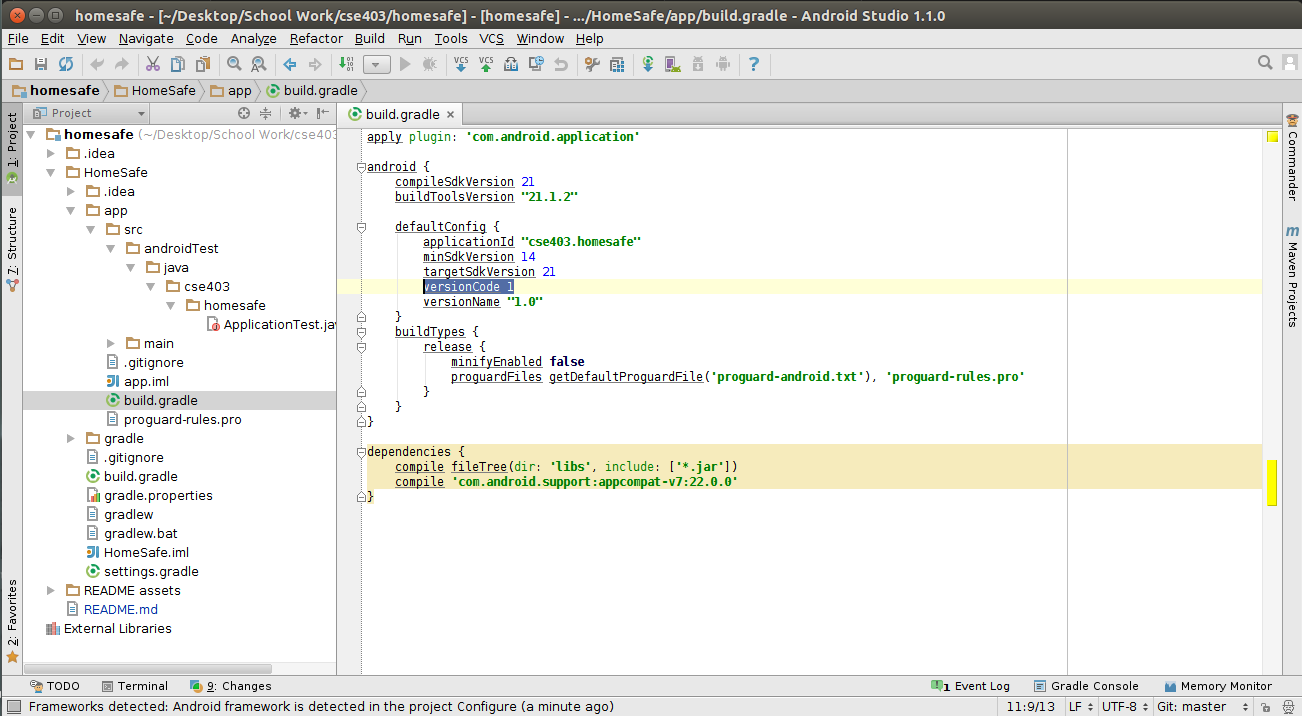 homesafe - [~/Desktop/School Work/cse403/homesafe] - [homesafe] - .../HomeSafe/app/build.gradle - Android Studio 1.1.0
File Edit View Navigate Code Analyze Refactor Build Run Tools VCS Window Help
VCS VCS
homesafe HomeSafe app build.gradle
1: Project
7: Structure
2: Favorites
Project
homesafe (~/Desktop/School Work/cse403
.idea
HomeSafe
.idea
app
src
androidTest
java
cse403
homesafe
ApplicationTest.ja
main
.gitignore
app.iml
build.gradle
proguard-rules.pro
gradle
.gitignore
build.gradle
gradle.properties
gradlew
gradlew.bat
HomeSafe.iml
settings.gradle
README assets
README.md
External Libraries
build.gradle
apply plugin: 'com.android.application'
android {
compileSdkVersion 21
buildToolsVersion "21.1.2"
defaultConfig {
applicationId "cse403.homesafe"
minSdkVersion 14
targetSdkVersion 21
versionCode 1
versionName "1.0"
}
buildTypes {
release {
minifyEnabled false
proguardFiles getDefaultProguardFile('proguard-android.txt'), 'proguard-rules.pro'
}
}
}
dependencies {
compile fileTree(dir: 'libs', include: ['*.jar'])
compile 'com.android.support:appcompat-v7:22.0.0'
}
Commander
m Maven Projects
TODO Terminal 9: Changes 1 Event Log Gradle Console Memory Monitor
Frameworks detected: Android framework is detected in the project Configure (a minute ago) 11:9/13 LF UTF-8 Git: master